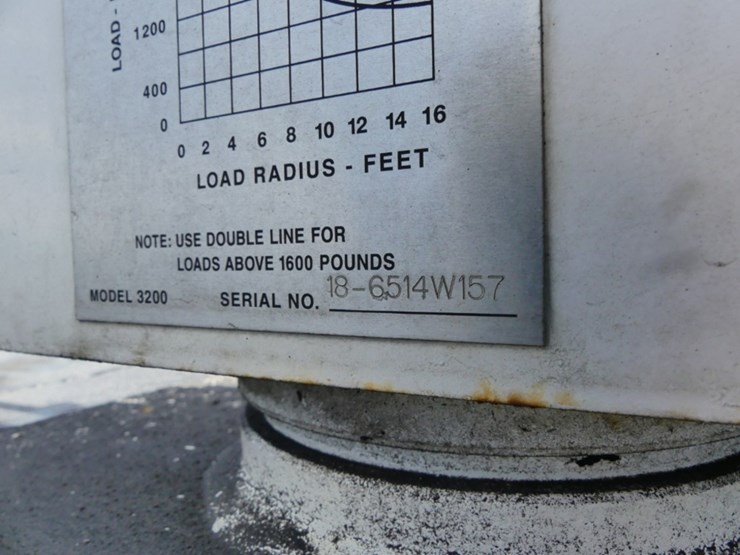 LOAD -
1200
400
0
0 2 4 6 8 10 12 14 16
LOAD RADIUS - FEET
NOTE: USE DOUBLE LINE FOR
LOADS ABOVE 1600 POUNDS
MODEL 3200 SERIAL NO. 18-6514W157